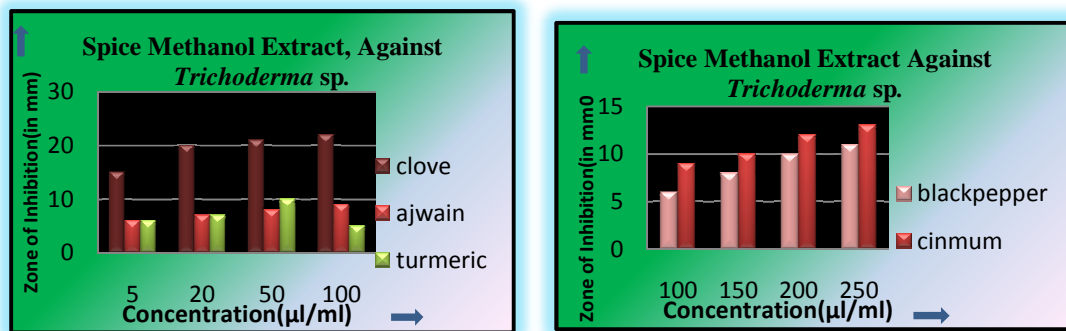 Spice Methanol Extract, Against
Trichoderma sp.
Zone of Inhibition(in mm)
30
20
10
0
clove
ajwain
turmeric
5 20 50 100
Concentration(µl/ml)
Spice Methanol Extract Against
Trichoderma sp.
Zone of Inhibition(in mm0
15
10
5
0
blackpepper
cinmum
100 150 200 250
Concentration(µl/ml)